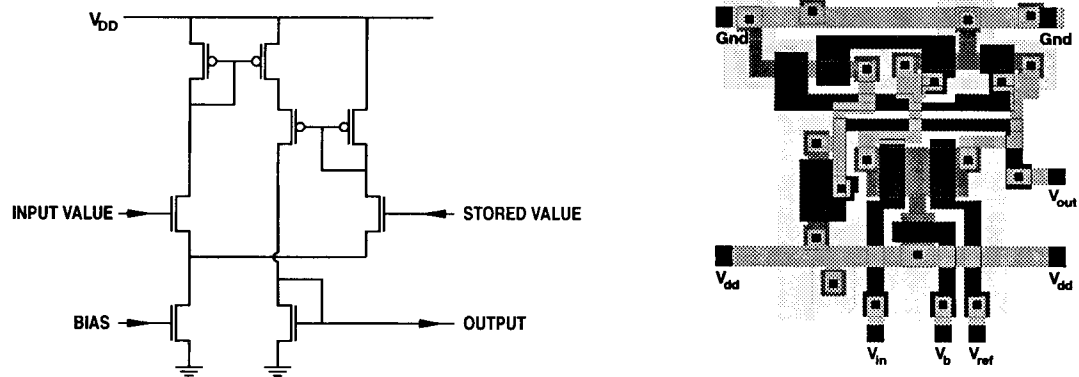 V_DD
INPUT VALUE
STORED VALUE
BIAS
OUTPUT
Gnd
Gnd
V_out
V_dd
V_dd
V_in
V_b
V_ref